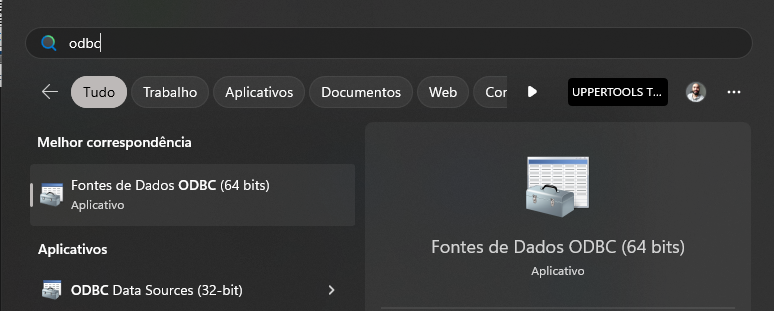 odbc
Tudo Trabalho Aplicativos Documentos Web Cor UPPERTOOLS T...
Melhor correspondência
Fontes de Dados ODBC (64 bits)
Aplicativo
Aplicativos
ODBC Data Sources (32-bit)
Fontes de Dados ODBC (64 bits)
Aplicativo